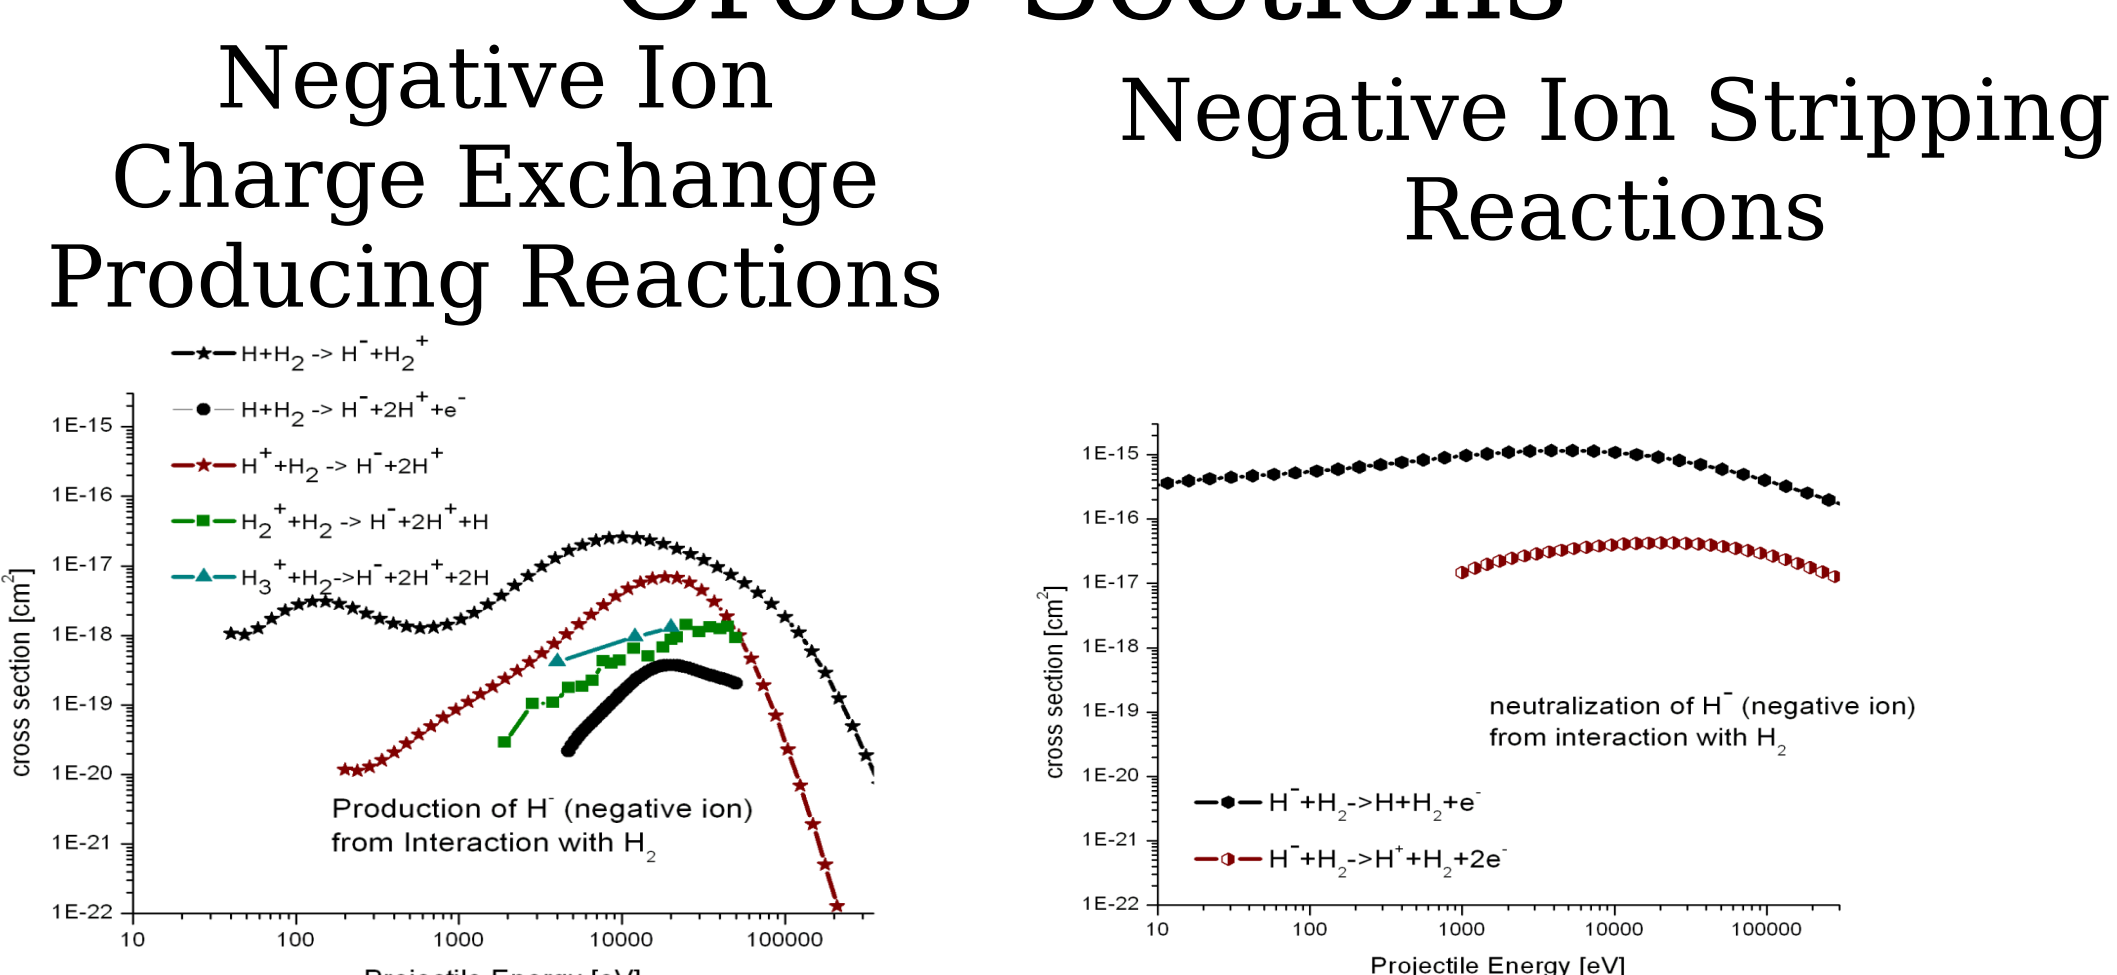 Cross Sections
Negative Ion
Charge Exchange
Producing Reactions
H+H2 -> H-+H2+
H+H2 -> H-+2H++e-
H++H2 -> H-+2H+
H2++H2 -> H-+2H++H
H3++H2->H-+2H++2H
1E-15
1E-16
1E-17
1E-18
1E-19
1E-20
1E-21
1E-22
cross section [cm2]
Production of H- (negative ion)
from Interaction with H2
10 100 1000 10000 100000
Projectile Energy [eV]
Negative Ion Stripping
Reactions
1E-15
1E-16
1E-17
1E-18
1E-19
1E-20
1E-21
1E-22
cross section [cm2]
neutralization of H- (negative ion)
from interaction with H2
H-+H2->H+H2+e-
H-+H2->H++H2+2e-
10 100 1000 10000 100000
Projectile Energy [eV]